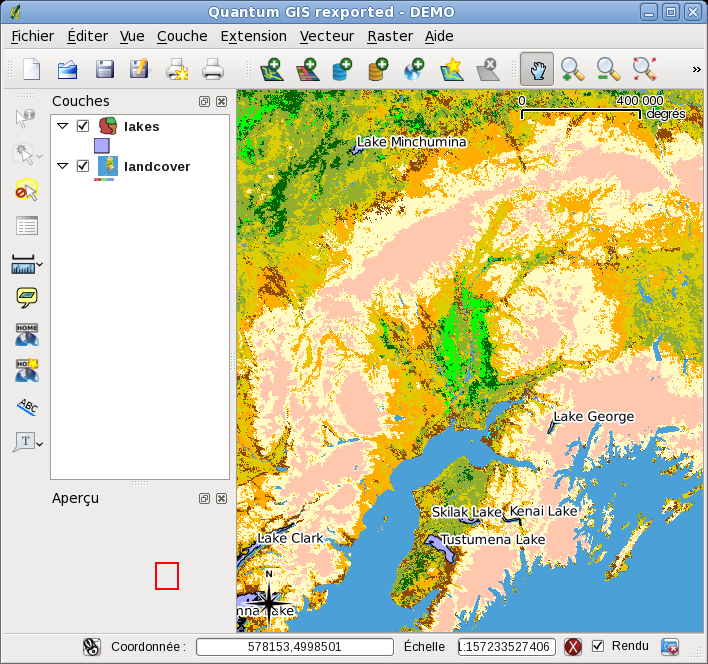 Quantum GIS rexported - DEMO
Fichier Éditer Vue Couche Extension Vecteur Raster Aide
»
Couches
lakes
landcover
HOME
ABC
T
Aperçu
0 400 000
degrés
Lake Minchumina
Lake George
Skilak Lake
Kenai Lake
Tustumena Lake
Lake Clark
N
Coordonnée : 578153,4998501 Échelle 1:157233527406 Rendu